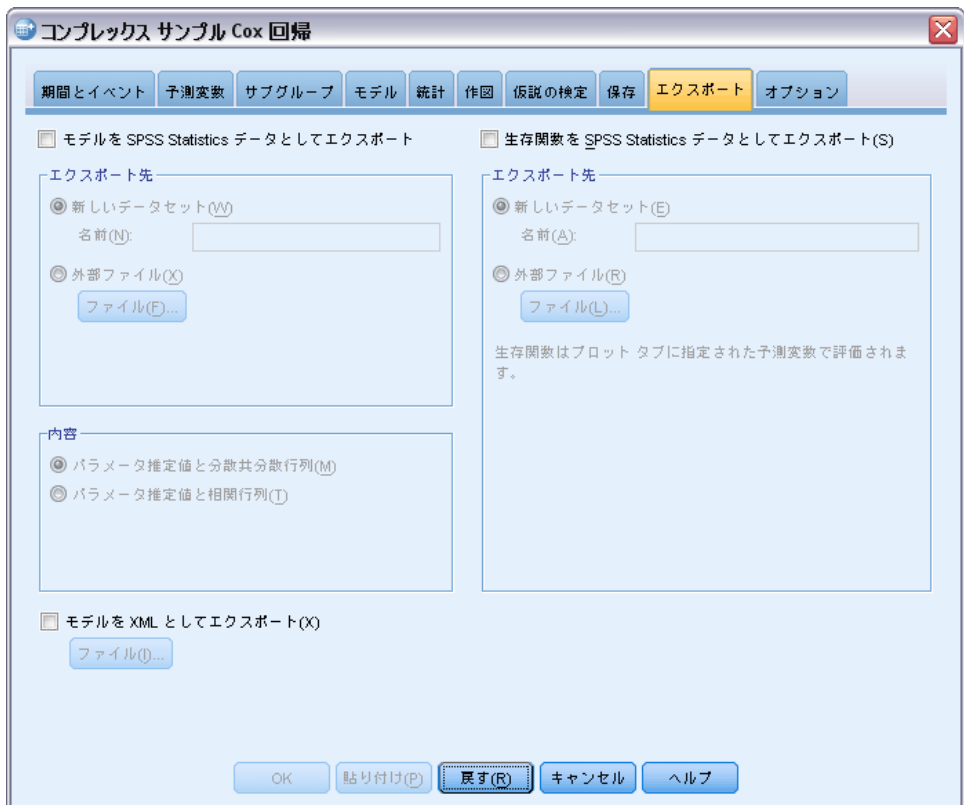 コンプレックス サンプル Cox 回帰
期間とイベント 予測変数 サブグループ モデル 統計 作図 仮説の検定 保存 エクスポート オプション
モデルを SPSS Statistics データとしてエクスポート
エクスポート先
新しいデータセット(W)
名前(N):
外部ファイル(X)
ファイル(F)...
内容
パラメータ推定値と分散共分散行列(M)
パラメータ推定値と相関行列(T)
モデルを XML としてエクスポート(X)
ファイル(I)...
生存関数を SPSS Statistics データとしてエクスポート(S)
エクスポート先
新しいデータセット(E)
名前(A):
外部ファイル(R)
ファイル(L)...
生存関数はプロット タブに指定された予測変数で評価されま
す。
OK 貼り付け(P) 戻す(R) キャンセル ヘルプ